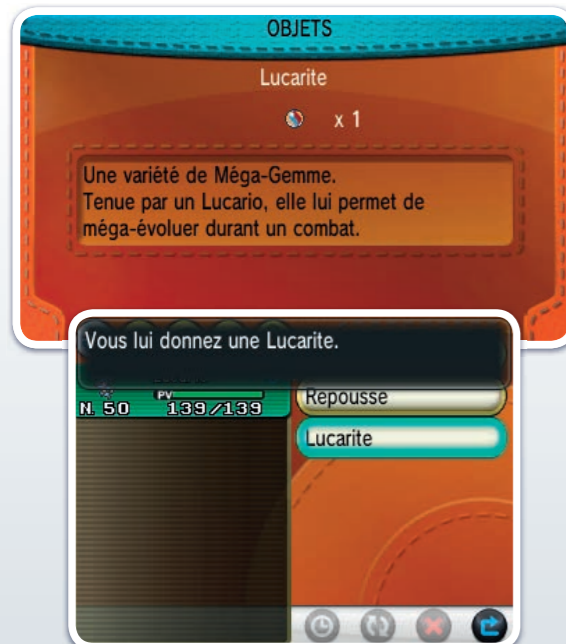 OBJETS
Lucarite
x 1
Une variété de Méga-Gemme.
Tenue par un Lucario, elle lui permet de
méga-évoluer durant un combat.
Vous lui donnez une Lucarite.
PV
N. 50 139/139
Repousse
Lucarite